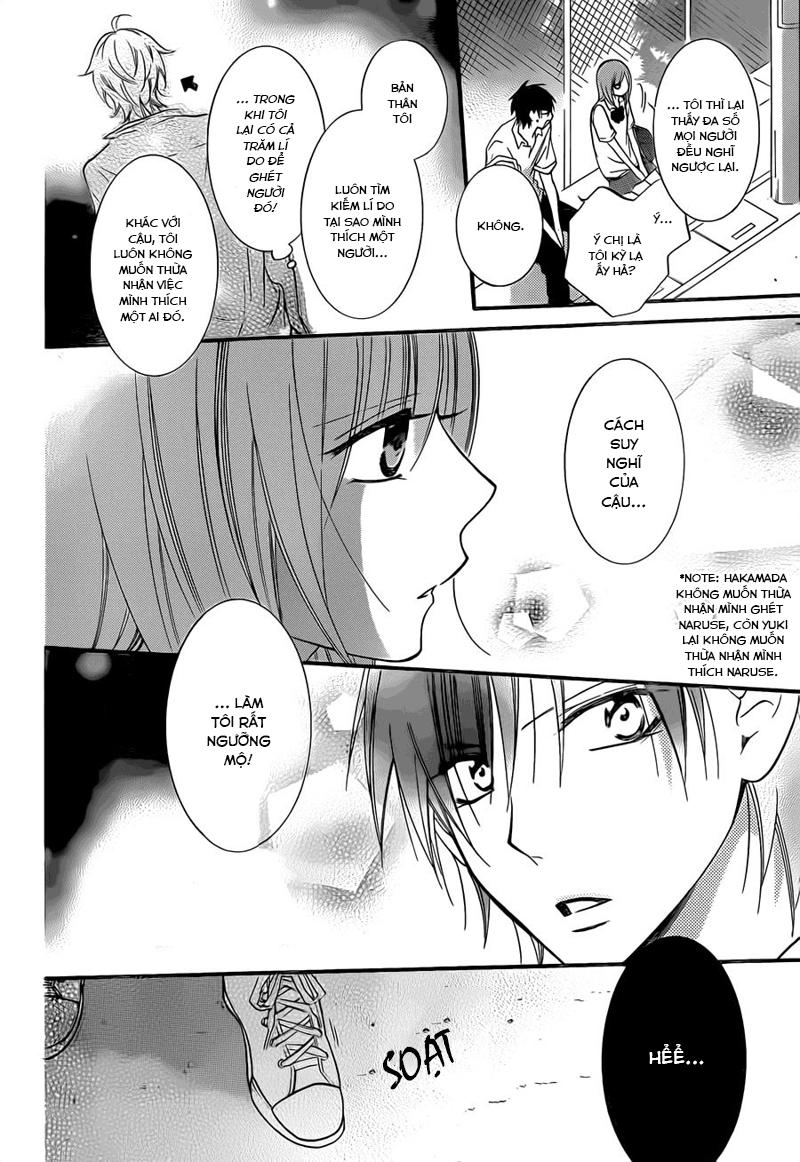 ... TÔI THÌ LẠI
THẤY ĐA SỐ
MỌI NGƯỜI
ĐỀU NGHĨ
NGƯỢC LẠI.
Ý...
Ý CHỊ LÀ
TÔI KỲ LẠ
ẤY HẢ?
KHÔNG.
BẢN
THÂN
TÔI
LUÔN TÌM
KIẾM LÍ DO
TẠI SAO MÌNH
THÍCH MỘT
NGƯỜI...
... TRONG
KHI TÔI
LẠI CÓ CẢ
TRĂM LÍ
DO ĐỂ
GHÉT
NGƯỜI
ĐÓ!
KHÁC VỚI
CẬU, TÔI
LUÔN KHÔNG
MUỐN THỪA
NHẬN VIỆC
MÌNH THÍCH
MỘT AI ĐÓ.
CÁCH
SUY
NGHĨ
CỦA
CẬU...
*NOTE: HAKAMADA
KHÔNG MUỐN THỪA
NHẬN MÌNH GHÉT
NARUSE, CÒN YUKI
LẠI KHÔNG MUỐN
THỪA NHẬN MÌNH
THÍCH NARUSE.
... LÀM
TÔI RẤT
NGƯỠNG
MỘ!
HỂỂ...
SOẠT